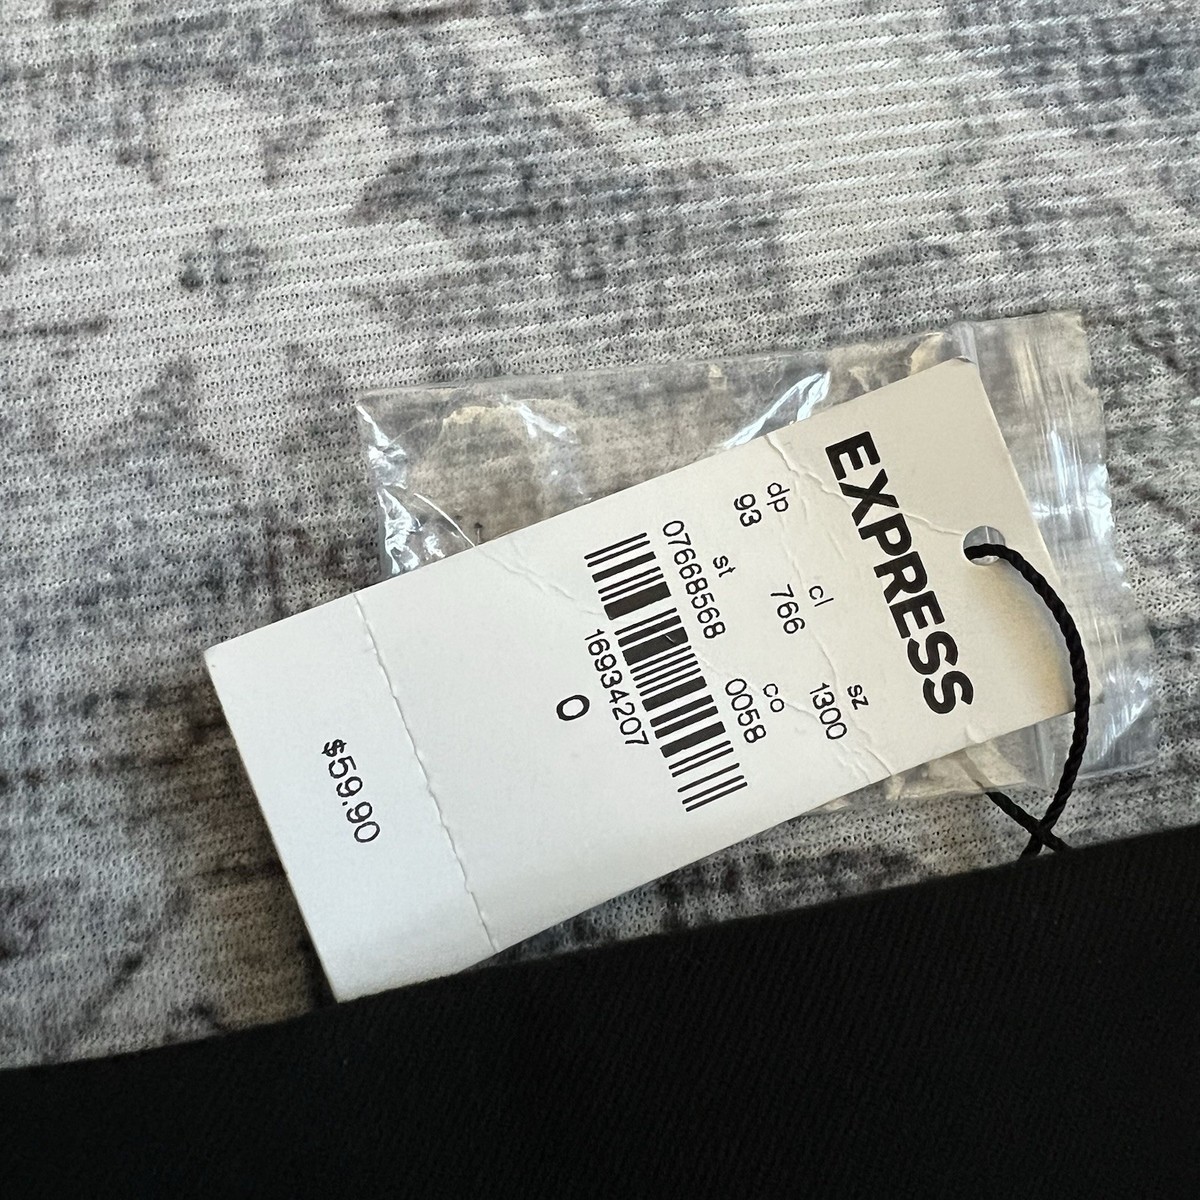 EXPRESS
dp cl sz
93 766 1300
st co
07668568 0058
16934207
0
$59.90